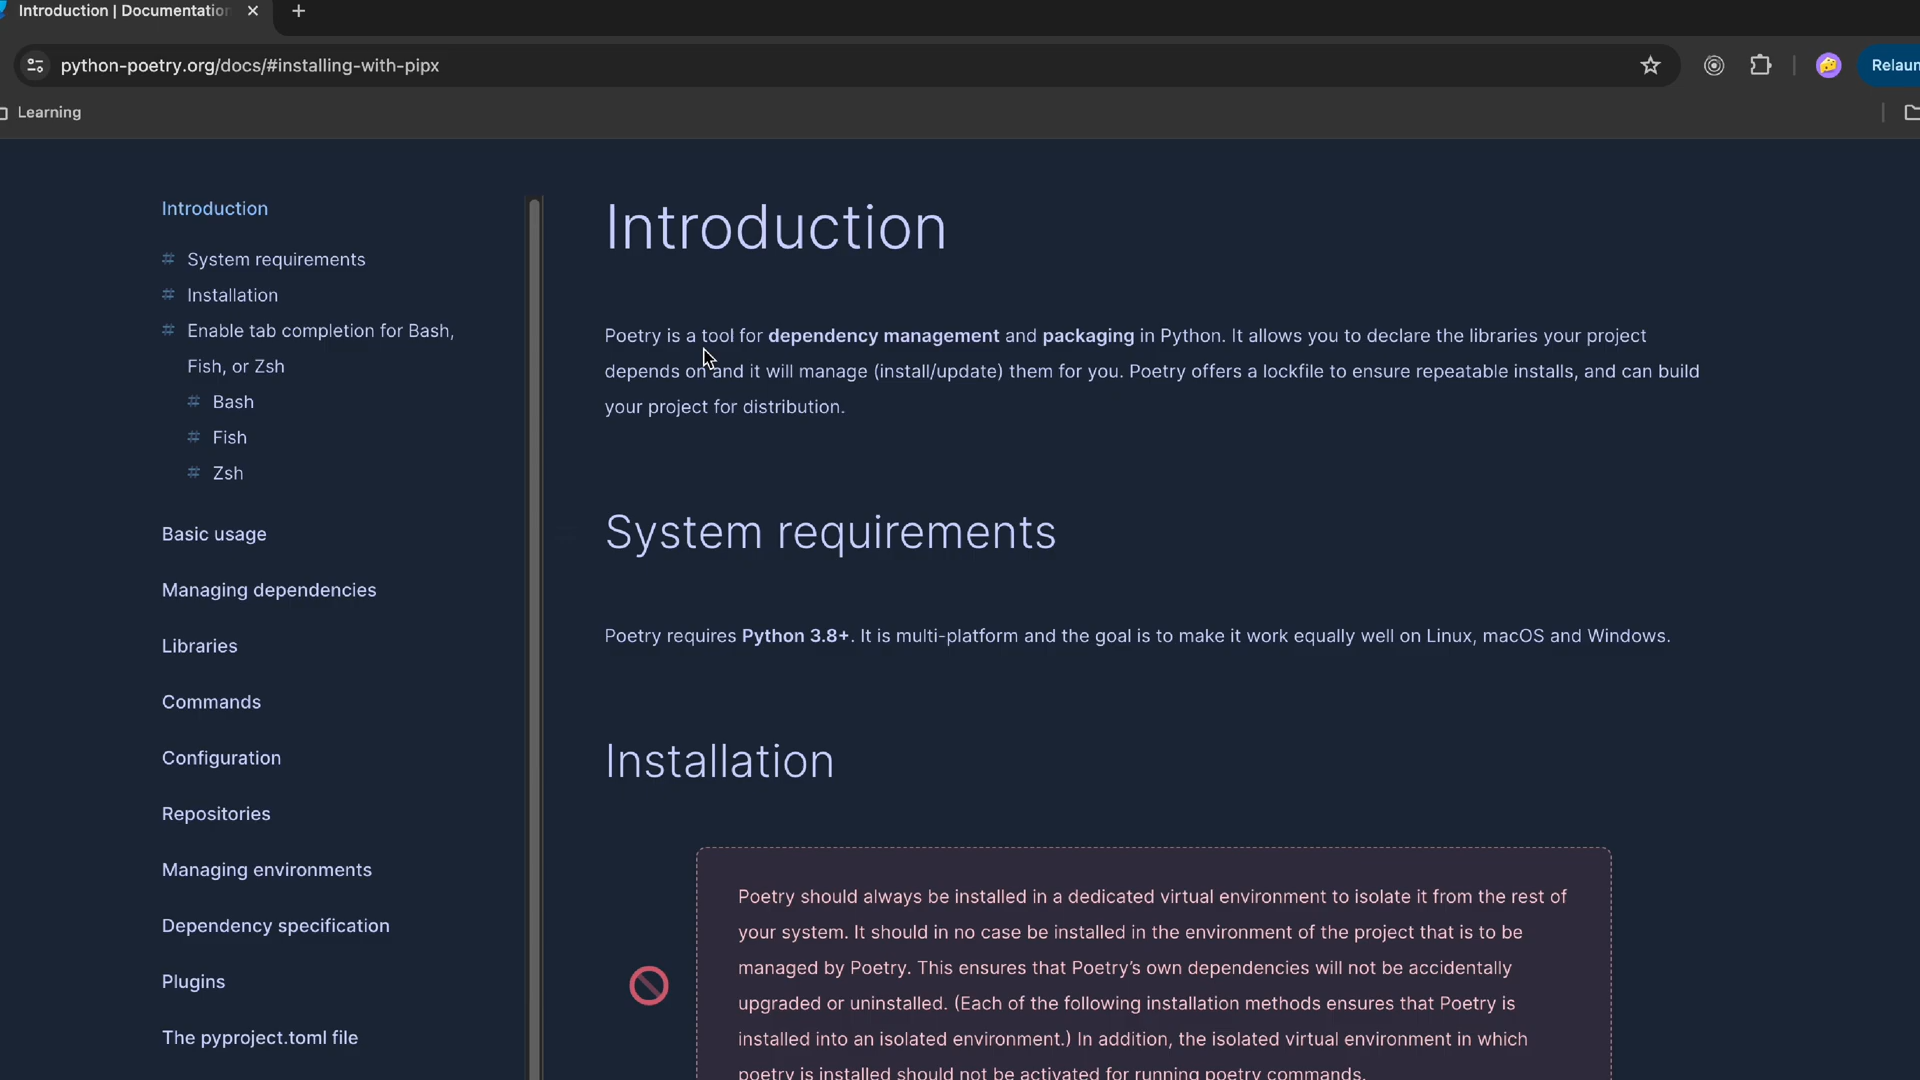 Introduction | Documentation
python-poetry.org/docs/#installing-with-pipx
Relaun
Learning
Introduction
# System requirements
# Installation
# Enable tab completion for Bash,
Fish, or Zsh
# Bash
# Fish
# Zsh
Basic usage
Managing dependencies
Libraries
Commands
Configuration
Repositories
Managing environments
Dependency specification
Plugins
The pyproject.toml file
Introduction
Poetry is a tool for dependency management and packaging in Python. It allows you to declare the libraries your project
depends on and it will manage (install/update) them for you. Poetry offers a lockfile to ensure repeatable installs, and can build
your project for distribution.
System requirements
Poetry requires Python 3.8+. It is multi-platform and the goal is to make it work equally well on Linux, macOS and Windows.
Installation
Poetry should always be installed in a dedicated virtual environment to isolate it from the rest of
your system. It should in no case be installed in the environment of the project that is to be
managed by Poetry. This ensures that Poetry's own dependencies will not be accidentally
upgraded or uninstalled. (Each of the following installation methods ensures that Poetry is
installed into an isolated environment.) In addition, the isolated virtual environment in which
poetry is installed should not be activated for running poetry commands.